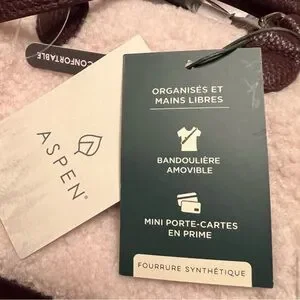 CONFORTABLE
ASPEN®
ORGANISÉS ET
MAINS LIBRES
BANDOULIÈRE
AMOVIBLE
MINI PORTE-CARTES
EN PRIME
FOURRURE SYNTHÉTIQUE